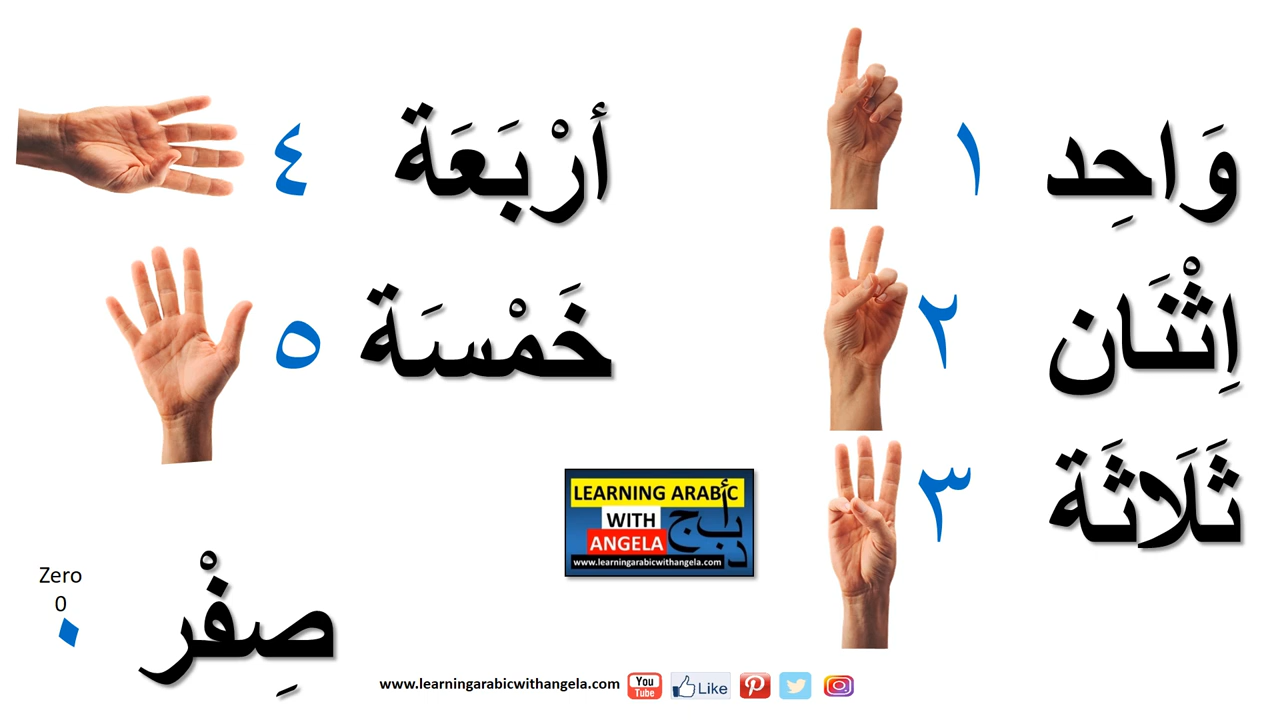 وَاحِد ١
اِثْنَان ٢
ثَلَاثَة ٣
أرْبَعَة ٤
خَمْسَة ٥
Zero
0
صِفْر ٠
LEARNING ARABIC
WITH
ANGELA
أ ب ج د
www.learningarabicwithangela.com
www.learningarabicwithangela.com You Tube Like